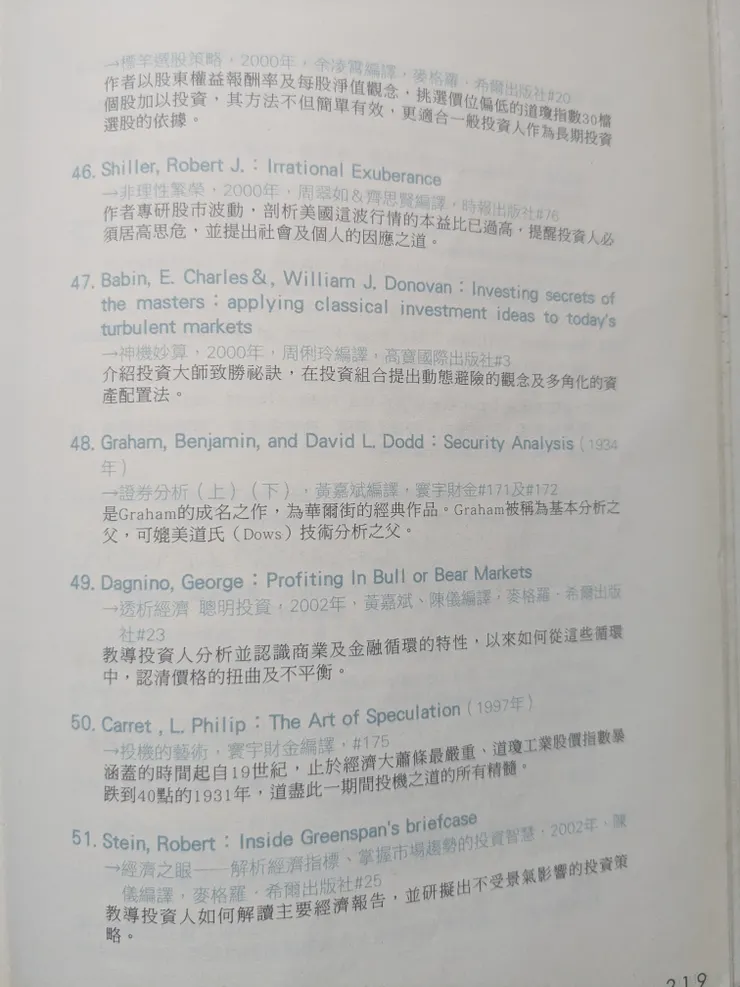 →標竿選股策略，2000年，余凌霄編譯，麥格羅．希爾出版社#20
作者以股東權益報酬率及每股淨值觀念，挑選價位偏低的道瓊指數30檔
個股加以投資，其方法不但簡單有效，更適合一般投資人作為長期投資
選股的依據。
46. Shiller, Robert J.：Irrational Exuberance
→非理性繁榮，2000年，周翠如＆齊思賢編譯，時報出版社#76
作者專研股市波動，剖析美國這波行情的本益比已過高，提醒投資人必
須居高思危，並提出社會及個人的因應之道。
47. Babin, E. Charles＆, William J. Donovan：Investing secrets of
the masters：applying classical investment ideas to today's
turbulent markets
→神機妙算，2000年，周俐玲編譯，高寶國際出版社#3
介紹投資大師致勝祕訣，在投資組合提出動態避險的觀念及多角化的資
產配置法。
48. Graham, Benjamin, and David L. Dodd：Security Analysis（1934
年）
→證券分析（上）（下），黃嘉斌編譯，寰宇財金#171及#172
是Graham的成名之作，為華爾街的經典作品。Graham被稱為基本分析之
父，可媲美道氏（Dows）技術分析之父。
49. Dagnino, George：Profiting In Bull or Bear Markets
→透析經濟 聰明投資，2002年，黃嘉斌、陳儀編譯，麥格羅．希爾出版
社#23
教導投資人分析並認識商業及金融循環的特性，以來如何從這些循環
中，認清價格的扭曲及不平衡。
50. Carret , L. Philip：The Art of Speculation（1997年）
→投機的藝術，寰宇財金編譯，#175
涵蓋的時間起自19世紀，止於經濟大蕭條最嚴重、道瓊工業股價指數暴
跌到40點的1931年，道盡此一期間投機之道的所有精髓。
51. Stein, Robert：Inside Greenspan's briefcase
→經濟之眼——解析經濟指標、掌握市場趨勢的投資智慧，2002年、陳
儀編譯，麥格羅．希爾出版社#25
教導投資人如何解讀主要經濟報告，並研擬出不受景氣影響的投資策
略。
219